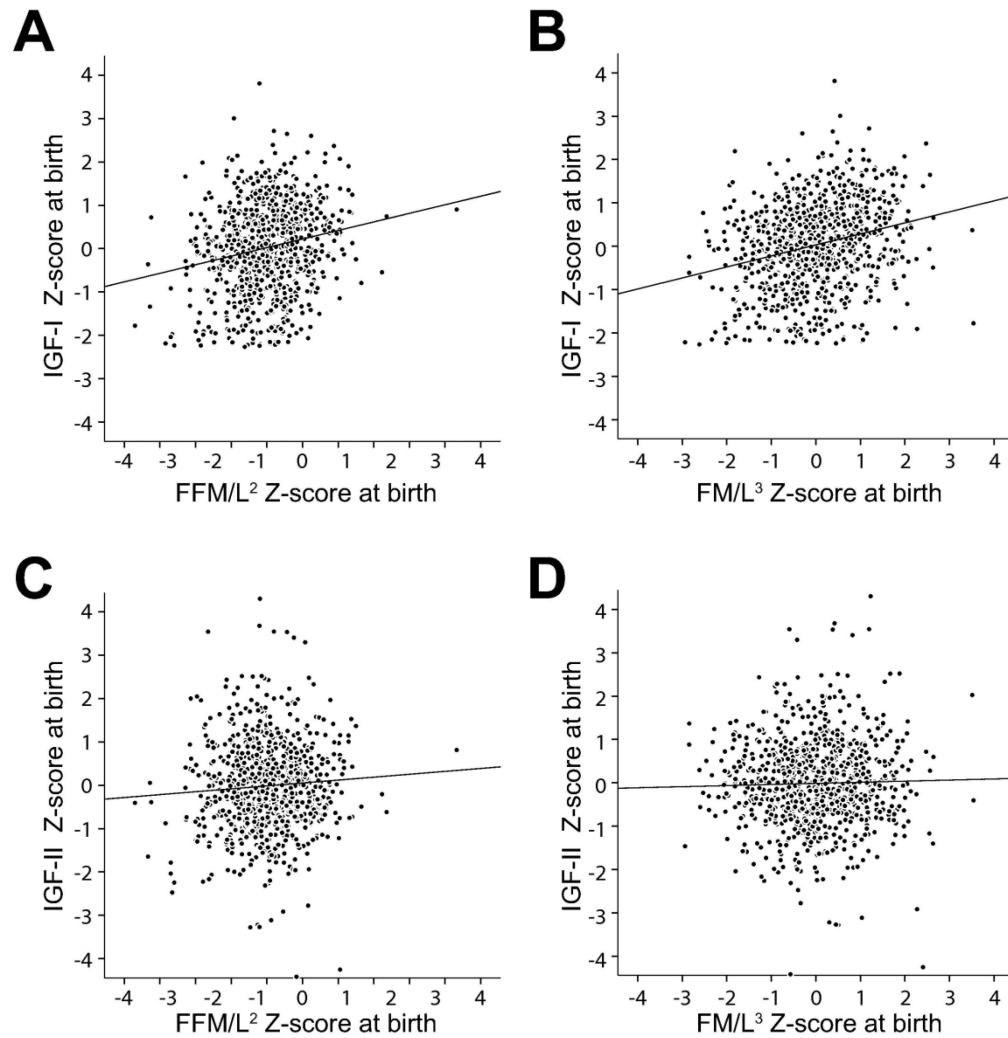 A
4
3
2
1
0
-1
-2
-3
-4
IGF-I Z-score at birth
-4 -3 -2 -1 0 1 2 3 4
FFM/L² Z-score at birth
B
4
3
2
1
0
-1
-2
-3
-4
IGF-I Z-score at birth
-4 -3 -2 -1 0 1 2 3 4
FM/L³ Z-score at birth
C
4
3
2
1
0
-1
-2
-3
-4
IGF-II Z-score at birth
-4 -3 -2 -1 0 1 2 3 4
FFM/L² Z-score at birth
D
4
3
2
1
0
-1
-2
-3
-4
IGF-II Z-score at birth
-4 -3 -2 -1 0 1 2 3 4
FM/L³ Z-score at birth